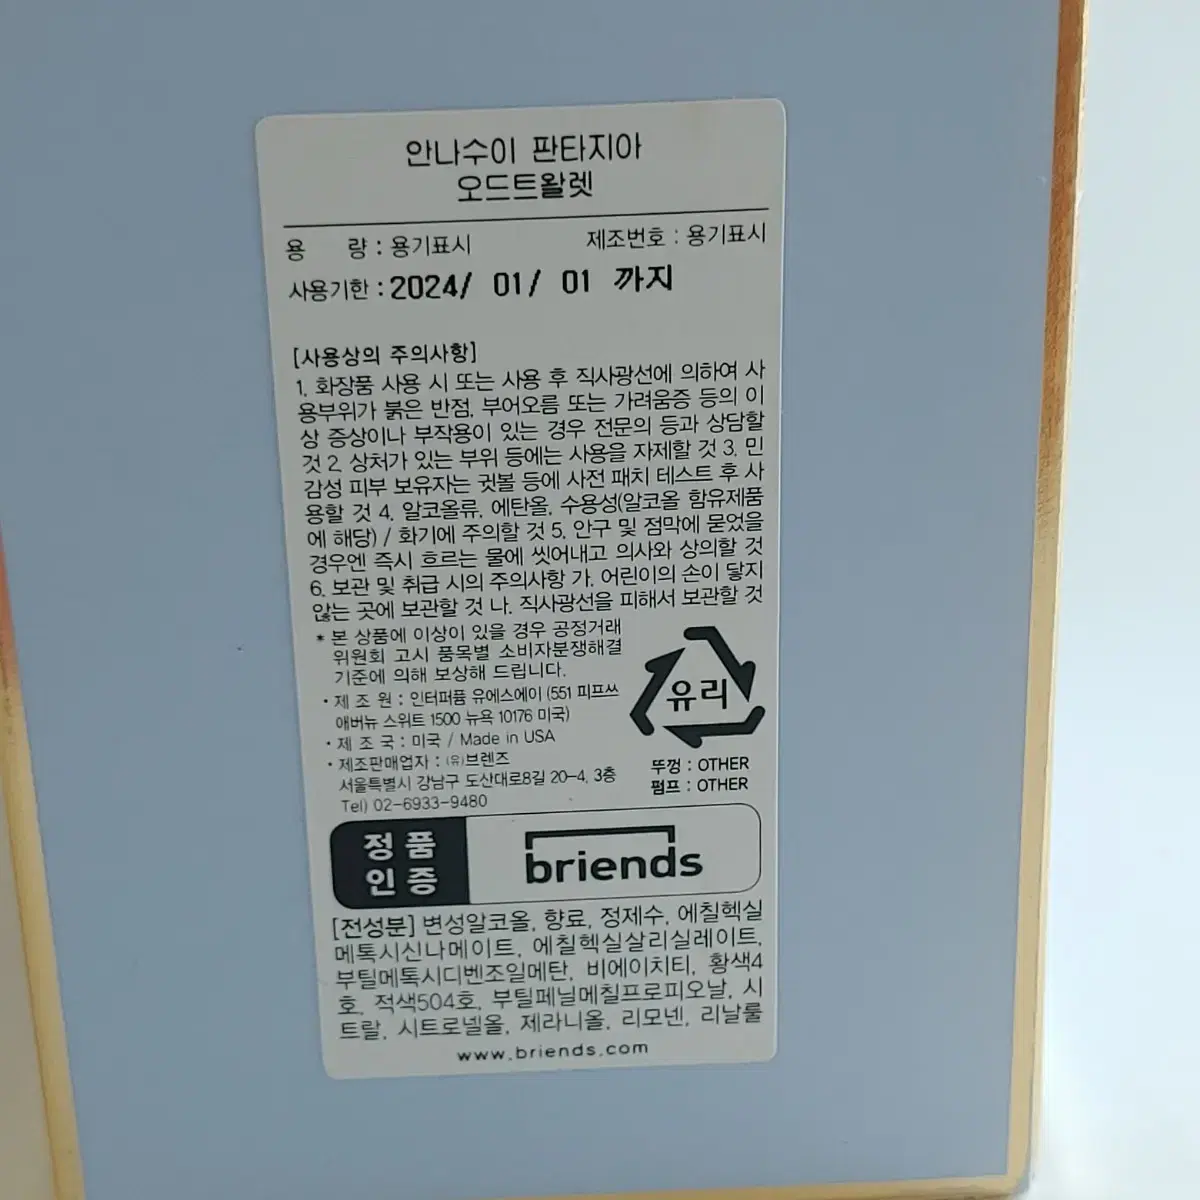 안나수이 판타지아
오드트왈렛
용 량 : 용기표시 제조번호 : 용기표시
사용기한 : 2024/ 01/ 01 까지
[사용상의 주의사항]
1. 화장품 사용 시 또는 사용 후 직사광선에 의하여 사
용부위가 붉은 반점, 부어오름 또는 가려움증 등의 이
상 증상이나 부작용이 있는 경우 전문의 등과 상담할
것 2. 상처가 있는 부위 등에는 사용을 자제할 것 3. 민
감성 피부 보유자는 귓볼 등에 사전 패치 테스트 후 사
용할 것 4. 알코올류, 에탄올, 수용성(알코올 함유제품
에 해당) / 화기에 주의할 것 5. 안구 및 점막에 묻었을
경우엔 즉시 흐르는 물에 씻어내고 의사와 상의할 것
6. 보관 및 취급 시의 주의사항 가. 어린이의 손이 닿지
않는 곳에 보관할 것 나. 직사광선을 피해서 보관할 것
* 본 상품에 이상이 있을 경우 공정거래
위원회 고시 품목별 소비자분쟁해결
기준에 의해 보상해 드립니다.
· 제 조 원 : 인터퍼퓸 유에스에이 (551 피프쓰
애버뉴 스위트 1500 뉴욕 10176 미국)
· 제 조 국 : 미국 / Made in USA
· 제조판매업자 : (유)브렌즈
서울특별시 강남구 도산대로8길 20-4, 3층
Tel) 02-6933-9480
유리
뚜껑 : OTHER
펌프 : OTHER
정품
인증
briends
[전성분] 변성알코올, 향료, 정제수, 에칠헥실
메톡시신나메이트, 에칠헥실살리실레이트,
부틸메톡시디벤조일메탄, 비에이치티, 황색4
호, 적색504호, 부틸페닐메칠프로피오날, 시
트랄, 시트로넬올, 제라니올, 리모넨, 리날룰
www.briends.com